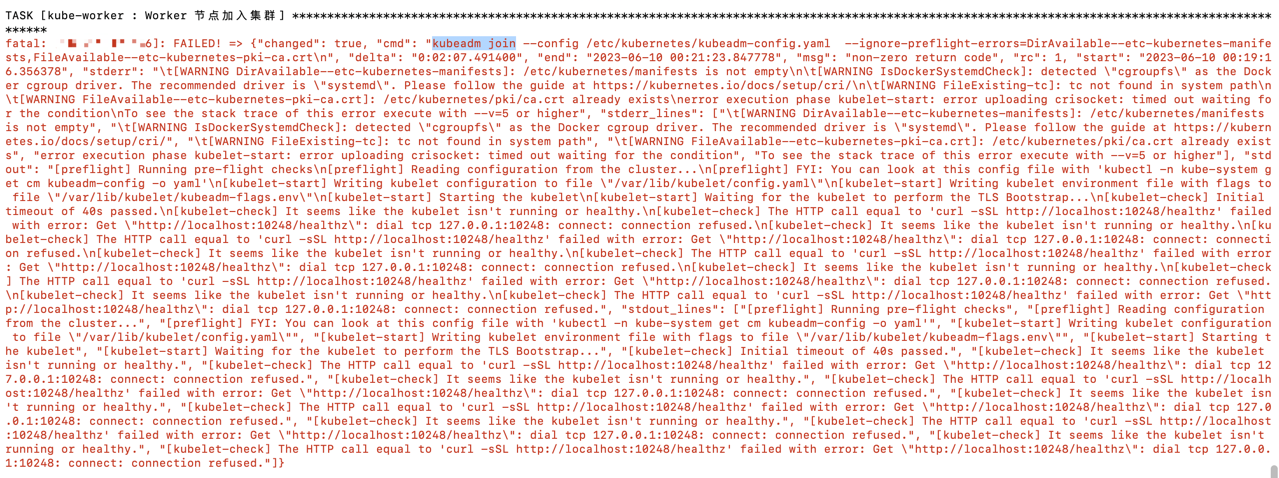 TASK [kube-worker : Worker 节点加入集群] **************************************************************************************************************************************
******
fatal: 6]: FAILED! => {"changed": true, "cmd": "kubeadm join --config /etc/kubernetes/kubeadm-config.yaml  --ignore-preflight-errors=DirAvailable--etc-kubernetes-manife
sts,FileAvailable--etc-kubernetes-pki-ca.crt\n", "delta": "0:02:07.491400", "end": "2023-06-10 00:21:23.847778", "msg": "non-zero return code", "rc": 1, "start": "2023-06-10 00:19:1
6.356378", "stderr": "\t[WARNING DirAvailable--etc-kubernetes-manifests]: /etc/kubernetes/manifests is not empty\n\t[WARNING IsDockerSystemdCheck]: detected \"cgroupfs\" as the Dock
er cgroup driver. The recommended driver is \"systemd\". Please follow the guide at https://kubernetes.io/docs/setup/cri/\n\t[WARNING FileExisting-tc]: tc not found in system path\n
\t[WARNING FileAvailable--etc-kubernetes-pki-ca.crt]: /etc/kubernetes/pki/ca.crt already exists\nerror execution phase kubelet-start: error uploading crisocket: timed out waiting fo
r the condition\nTo see the stack trace of this error execute with --v=5 or higher", "stderr_lines": ["\t[WARNING DirAvailable--etc-kubernetes-manifests]: /etc/kubernetes/manifests
is not empty", "\t[WARNING IsDockerSystemdCheck]: detected \"cgroupfs\" as the Docker cgroup driver. The recommended driver is \"systemd\". Please follow the guide at https://kubern
etes.io/docs/setup/cri/", "\t[WARNING FileExisting-tc]: tc not found in system path", "\t[WARNING FileAvailable--etc-kubernetes-pki-ca.crt]: /etc/kubernetes/pki/ca.crt already exist
s", "error execution phase kubelet-start: error uploading crisocket: timed out waiting for the condition", "To see the stack trace of this error execute with --v=5 or higher"], "std
out": "[preflight] Running pre-flight checks\n[preflight] Reading configuration from the cluster...\n[preflight] FYI: You can look at this config file with 'kubectl -n kube-system g
et cm kubeadm-config -o yaml'\n[kubelet-start] Writing kubelet configuration to file \"/var/lib/kubelet/config.yaml\"\n[kubelet-start] Writing kubelet environment file with flags to
 file \"/var/lib/kubelet/kubeadm-flags.env\"\n[kubelet-start] Starting the kubelet\n[kubelet-start] Waiting for the kubelet to perform the TLS Bootstrap...\n[kubelet-check] Initial
timeout of 40s passed.\n[kubelet-check] It seems like the kubelet isn't running or healthy.\n[kubelet-check] The HTTP call equal to 'curl -sSL http://localhost:10248/healthz' failed
 with error: Get \"http://localhost:10248/healthz\": dial tcp 127.0.0.1:10248: connect: connection refused.\n[kubelet-check] It seems like the kubelet isn't running or healthy.\n[ku
belet-check] The HTTP call equal to 'curl -sSL http://localhost:10248/healthz' failed with error: Get \"http://localhost:10248/healthz\": dial tcp 127.0.0.1:10248: connect: connecti
on refused.\n[kubelet-check] It seems like the kubelet isn't running or healthy.\n[kubelet-check] The HTTP call equal to 'curl -sSL http://localhost:10248/healthz' failed with error
: Get \"http://localhost:10248/healthz\": dial tcp 127.0.0.1:10248: connect: connection refused.\n[kubelet-check] It seems like the kubelet isn't running or healthy.\n[kubelet-check
] The HTTP call equal to 'curl -sSL http://localhost:10248/healthz' failed with error: Get \"http://localhost:10248/healthz\": dial tcp 127.0.0.1:10248: connect: connection refused.
\n[kubelet-check] It seems like the kubelet isn't running or healthy.\n[kubelet-check] The HTTP call equal to 'curl -sSL http://localhost:10248/healthz' failed with error: Get \"htt
p://localhost:10248/healthz\": dial tcp 127.0.0.1:10248: connect: connection refused.", "stdout_lines": ["[preflight] Running pre-flight checks", "[preflight] Reading configuration
from the cluster...", "[preflight] FYI: You can look at this config file with 'kubectl -n kube-system get cm kubeadm-config -o yaml'", "[kubelet-start] Writing kubelet configuration
 to file \"/var/lib/kubelet/config.yaml\"", "[kubelet-start] Writing kubelet environment file with flags to file \"/var/lib/kubelet/kubeadm-flags.env\"", "[kubelet-start] Starting t
he kubelet", "[kubelet-start] Waiting for the kubelet to perform the TLS Bootstrap...", "[kubelet-check] Initial timeout of 40s passed.", "[kubelet-check] It seems like the kubelet
isn't running or healthy.", "[kubelet-check] The HTTP call equal to 'curl -sSL http://localhost:10248/healthz' failed with error: Get \"http://localhost:10248/healthz\": dial tcp 12
7.0.0.1:10248: connect: connection refused.", "[kubelet-check] It seems like the kubelet isn't running or healthy.", "[kubelet-check] The HTTP call equal to 'curl -sSL http://localh
ost:10248/healthz' failed with error: Get \"http://localhost:10248/healthz\": dial tcp 127.0.0.1:10248: connect: connection refused.", "[kubelet-check] It seems like the kubelet isn
't running or healthy.", "[kubelet-check] The HTTP call equal to 'curl -sSL http://localhost:10248/healthz' failed with error: Get \"http://localhost:10248/healthz\": dial tcp 127.0
.0.1:10248: connect: connection refused.", "[kubelet-check] It seems like the kubelet isn't running or healthy.", "[kubelet-check] The HTTP call equal to 'curl -sSL http://localhost
:10248/healthz' failed with error: Get \"http://localhost:10248/healthz\": dial tcp 127.0.0.1:10248: connect: connection refused.", "[kubelet-check] It seems like the kubelet isn't
running or healthy.", "[kubelet-check] The HTTP call equal to 'curl -sSL http://localhost:10248/healthz' failed with error: Get \"http://localhost:10248/healthz\": dial tcp 127.0.0.
1:10248: connect: connection refused."]}